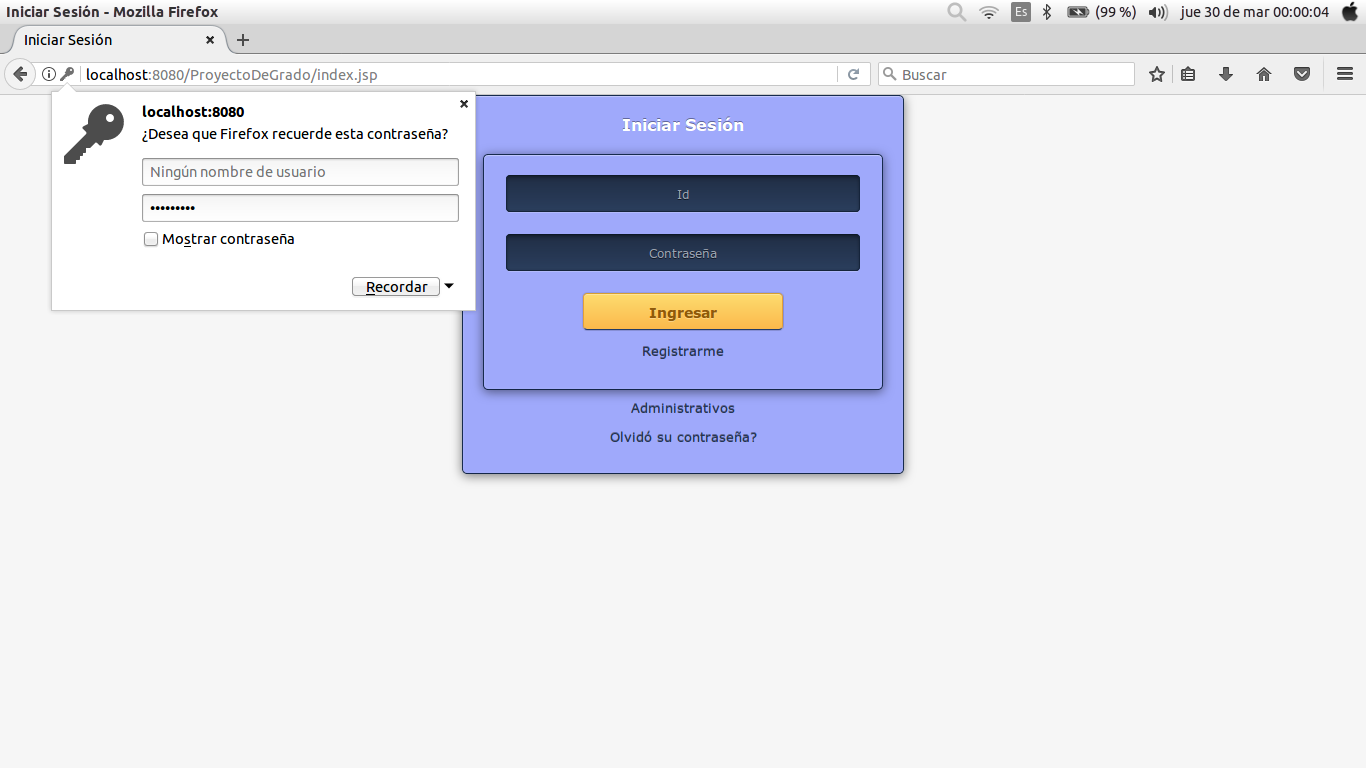 Iniciar Sesión - Mozilla Firefox
Es
(99 %)
jue 30 de mar 00:00:04
Iniciar Sesión
localhost:8080/ProyectoDeGrado/index.jsp
Buscar
localhost:8080
¿Desea que Firefox recuerde esta contraseña?
Ningún nombre de usuario
•••••••••
Mostrar contraseña
Recordar
Iniciar Sesión
Id
Contraseña
Ingresar
Registrarme
Administrativos
Olvidó su contraseña?